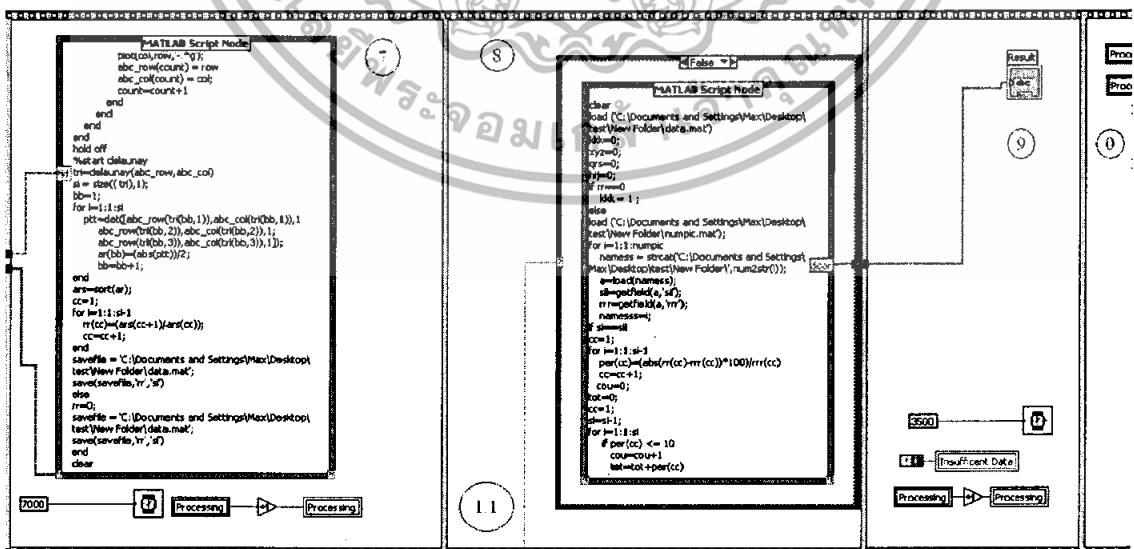 MATLAB Script Node
plot(col,row,'-.^g');
abc_row(count) = row
abc_col(count) = col;
count=count+1
end
end
end
end
hold off
%start delaunay
tri=delaunay(abc_row,abc_col)
si = size(( tri),1);
bb=1;
for i=1:1:si
ptt=det([abc_row(tri(bb,1)),abc_col(tri(bb,1)),1
abc_row(tri(bb,2)),abc_col(tri(bb,2)),1;
abc_row(tri(bb,3)),abc_col(tri(bb,3)),1]);
ar(bb)=(abs(ptt))/2;
bb=bb+1;
end
ars=sort(ar);
cc=1;
for i=1:1:si-1
rr(cc)=(ars(cc+1)/ars(cc));
cc=cc+1;
end
savefile = 'C:\Documents and Settings\Max\Desktop\
test\New Folder\data.mat';
save(savefile,'rr','si')
else
rr=0;
savefile = 'C:\Documents and Settings\Max\Desktop\
test\New Folder\data.mat';
save(savefile,'rr','si')
end
clear
7
7000
Processing
Processing
8
False
MATLAB Script Node
clear
load ('C:\Documents and Settings\Max\Desktop\
test\New Folder\data.mat')
kkk=0;
xyz=0;
qrs=0;
hij=0;
if rr==0
kkk = 1 ;
else
load ('C:\Documents and Settings\Max\Desktop\
test\New Folder\numpic.mat');
for i=1:1:numpic
namess = strcat('C:\Documents and Settings\
Max\Desktop\test\New Folder\',num2str(i));
a=load(namess);
sii=getfield(a,'sii');
rrr=getfield(a,'rrr');
namesss=i;
if si==sii
cc=1;
for i=1:1:si-1
per(cc)=(abs(rr(cc)-rrr(cc))*100)/rrr(cc)
cc=cc+1;
cou=0;
tot=0;
cc=1;
si=si-1;
for i=1:1:si
if per(cc) <= 10
cou=cou+1
tot=tot+per(cc)
1.1
Result
abc
9
3500
Insufficent Data
Processing
Processing
Proc
Proc
0